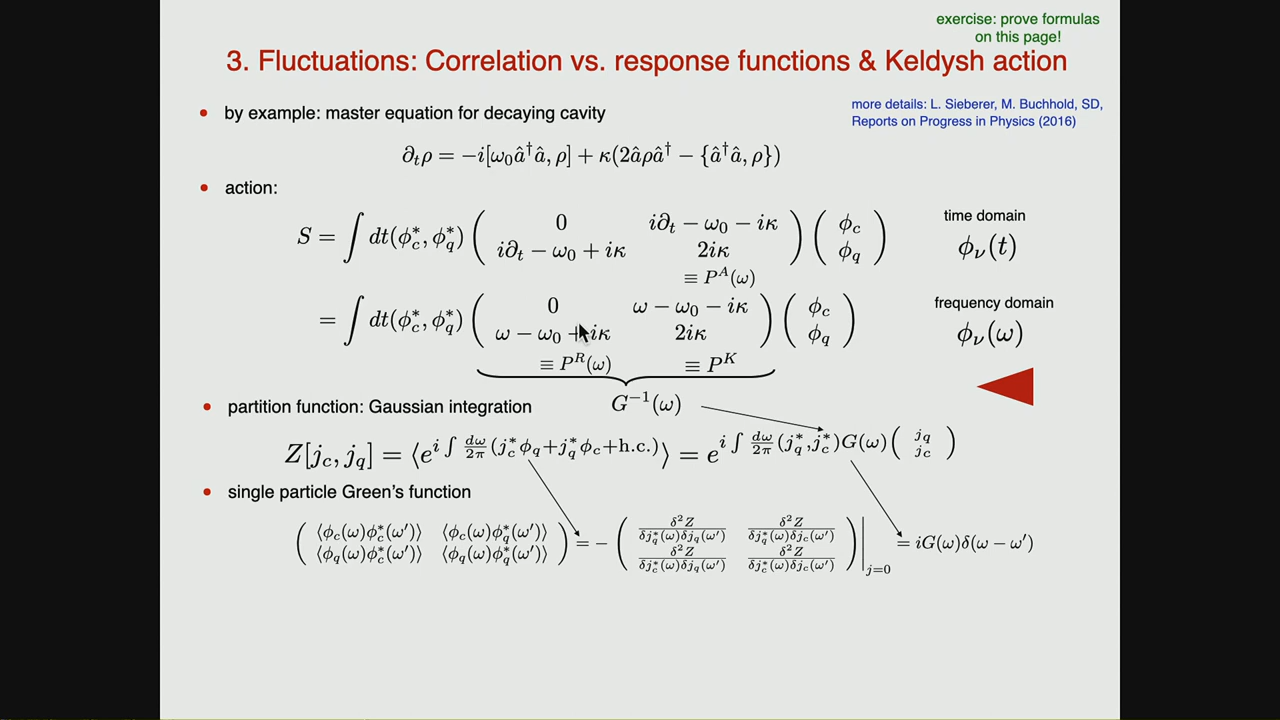 exercise: prove formulas
on this page!
3. Fluctuations: Correlation vs. response functions & Keldysh action
• by example: master equation for decaying cavity
more details: L. Sieberer, M. Buchhold, SD,
Reports on Progress in Physics (2016)
∂_t ρ = −i[ω_0 â†â, ρ] + κ(2âρâ† − {â†â, ρ})
• action:
S = ∫ dt(ϕ_c^*, ϕ_q^*) ( 0   i∂_t − ω_0 − iκ ; i∂_t − ω_0 + iκ   2iκ ) ( ϕ_c ; ϕ_q )
time domain
ϕ_ν(t)
≡ P^A(ω)
= ∫ dt(ϕ_c^*, ϕ_q^*) ( 0   ω − ω_0 − iκ ; ω − ω_0 + iκ   2iκ ) ( ϕ_c ; ϕ_q )
frequency domain
ϕ_ν(ω)
≡ P^R(ω)   ≡ P^K
G^{−1}(ω)
• partition function: Gaussian integration
Z[j_c, j_q] = ⟨e^{i ∫ dω/2π (j_c^* ϕ_q + j_q^* ϕ_c + h.c.)}⟩ = e^{i ∫ dω/2π (j_q^*, j_c^*) G(ω) ( j_q ; j_c )}
• single particle Green's function
( ⟨ϕ_c(ω)ϕ_c^*(ω′)⟩   ⟨ϕ_c(ω)ϕ_q^*(ω′)⟩ ; ⟨ϕ_q(ω)ϕ_c^*(ω′)⟩   ⟨ϕ_q(ω)ϕ_q^*(ω′)⟩ ) = − ( δ²Z/δj_q^*(ω)δj_q(ω′)   δ²Z/δj_q^*(ω)δj_c(ω′) ; δ²Z/δj_c^*(ω)δj_q(ω′)   δ²Z/δj_c^*(ω)δj_c(ω′) )|_{j=0} = iG(ω)δ(ω − ω′)